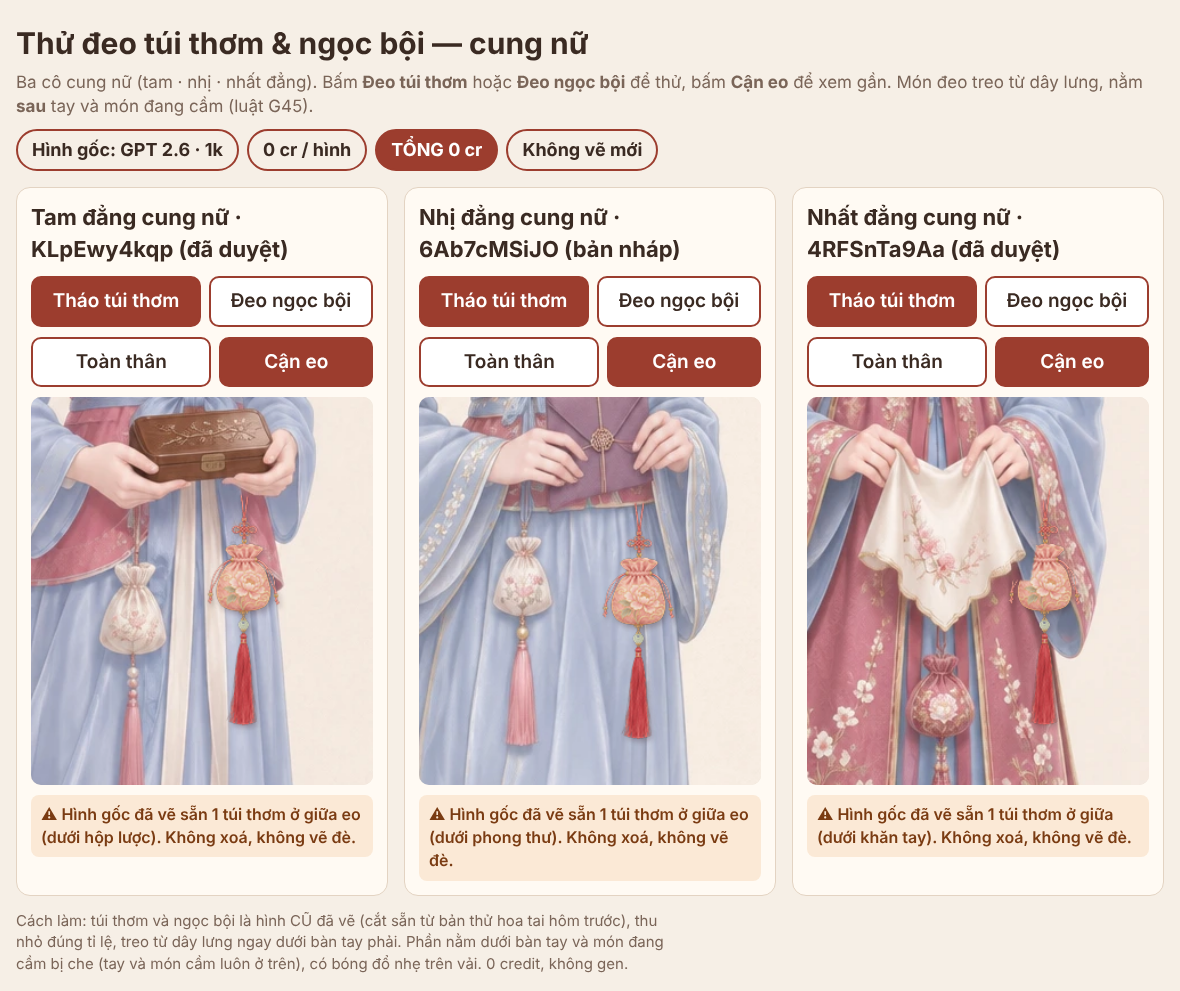 Thử đeo túi thơm & ngọc bội — cung nữ
Ba cô cung nữ (tam · nhị · nhất đẳng). Bấm Đeo túi thơm hoặc Đeo ngọc bội để thử, bấm Cận eo để xem gần. Món đeo treo từ dây lưng, nằm
sau tay và món đang cầm (luật G45).
Hình gốc: GPT 2.6 · 1k
0 cr / hình
TỔNG 0 cr
Không vẽ mới
Tam đẳng cung nữ ·
KLpEwy4kqp (đã duyệt)
Tháo túi thơm
Đeo ngọc bội
Toàn thân
Cận eo
⚠ Hình gốc đã vẽ sẵn 1 túi thơm ở giữa eo
(dưới hộp lược). Không xoá, không vẽ đè.
Nhị đẳng cung nữ ·
6Ab7cMSiJO (bản nháp)
Tháo túi thơm
Đeo ngọc bội
Toàn thân
Cận eo
⚠ Hình gốc đã vẽ sẵn 1 túi thơm ở giữa eo
(dưới phong thư). Không xoá, không vẽ
đè.
Nhất đẳng cung nữ ·
4RFSnTa9Aa (đã duyệt)
Tháo túi thơm
Đeo ngọc bội
Toàn thân
Cận eo
⚠ Hình gốc đã vẽ sẵn 1 túi thơm ở giữa
(dưới khăn tay). Không xoá, không vẽ đè.
Cách làm: túi thơm và ngọc bội là hình CŨ đã vẽ (cắt sẵn từ bản thử hoa tai hôm trước), thu
nhỏ đúng tỉ lệ, treo từ dây lưng ngay dưới bàn tay phải. Phần nằm dưới bàn tay và món đang
cầm bị che (tay và món cầm luôn ở trên), có bóng đổ nhẹ trên vải. 0 credit, không gen.